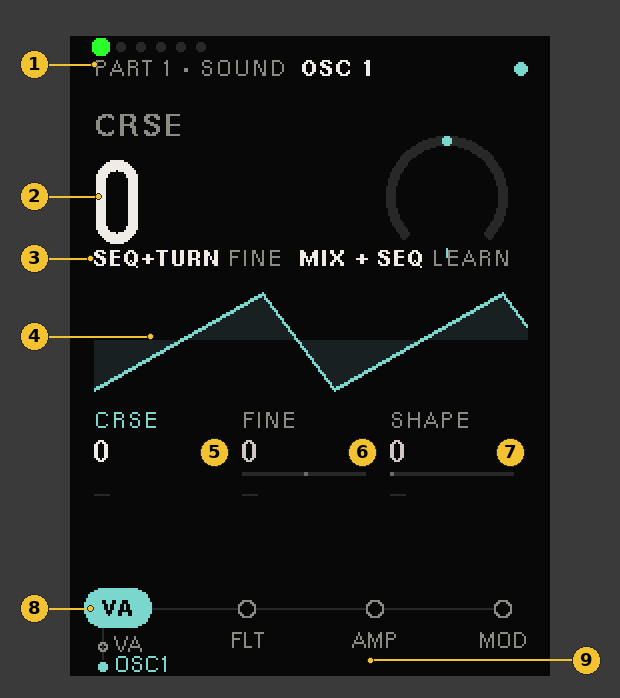 1 PART 1 · SOUND OSC 1
CRSE
2 0
3 SEQ+TURN FINE MIX + SEQ LEARN
4
CRSE FINE SHAPE
0 5 0 6 0 7
8 VA
FLT AMP MOD
VA
9
OSC1